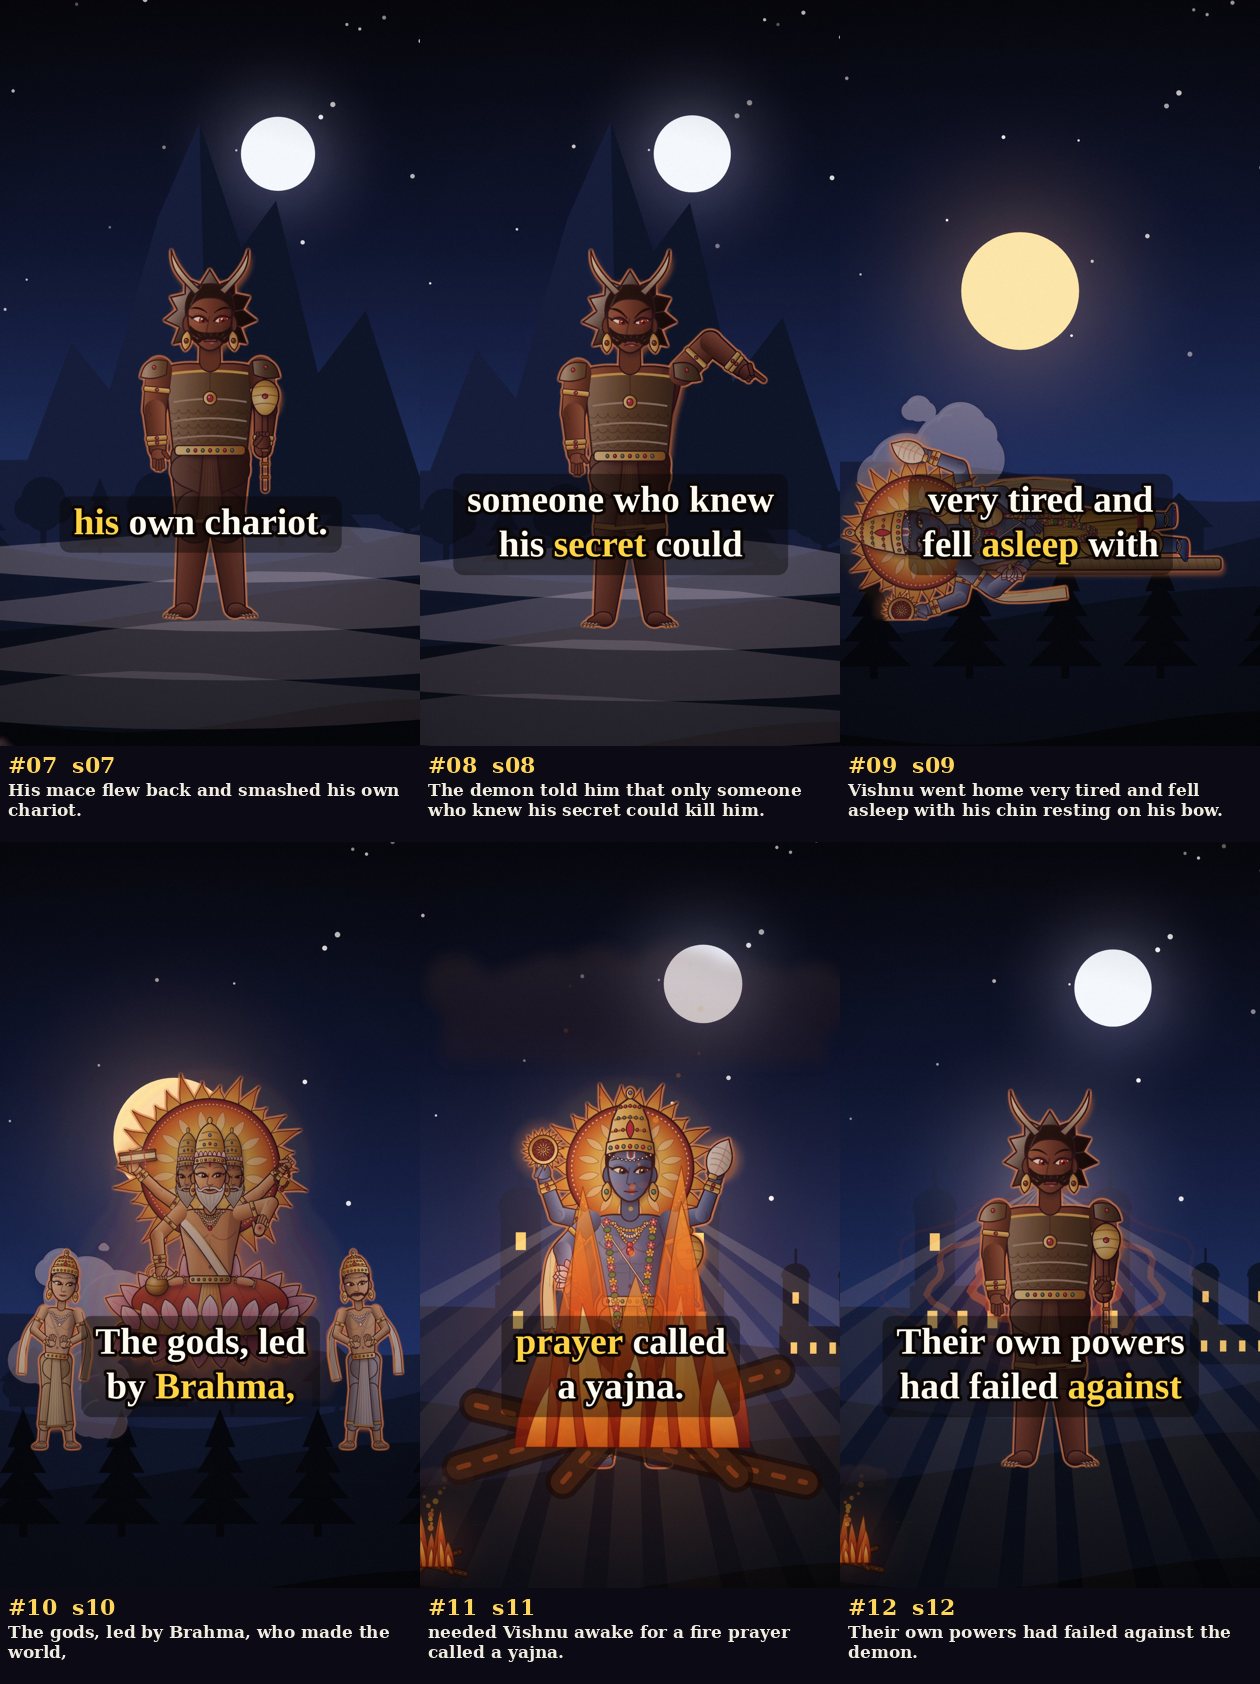 his own chariot.
#07 s07
His mace flew back and smashed his own
chariot.
someone who knew
his secret could
#08 s08
The demon told him that only someone
who knew his secret could kill him.
very tired and
fell asleep with
#09 s09
Vishnu went home very tired and fell
asleep with his chin resting on his bow.
The gods, led
by Brahma,
#10 s10
The gods, led by Brahma, who made the
world,
prayer called
a yajna.
#11 s11
needed Vishnu awake for a fire prayer
called a yajna.
Their own powers
had failed against
#12 s12
Their own powers had failed against the
demon.